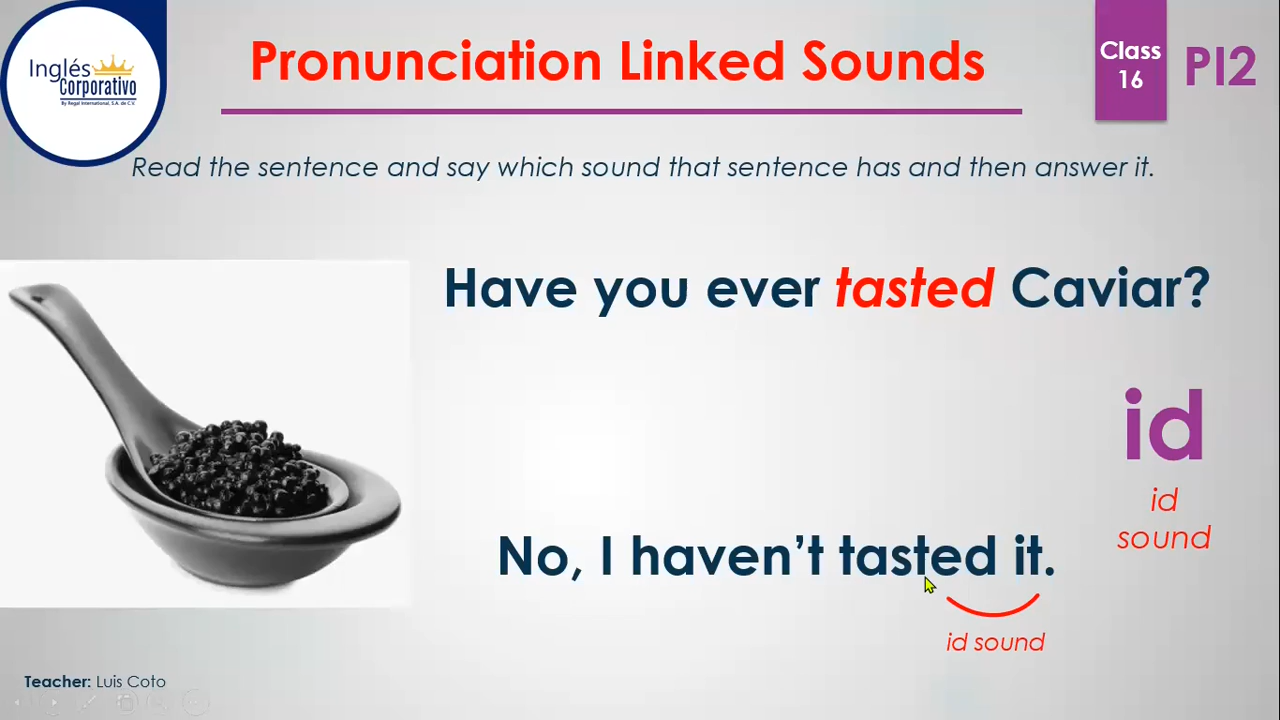 Inglés
Corporativo
By Regal International, S.A. de C.V.
Pronunciation Linked Sounds
Class
16
PI2
Read the sentence and say which sound that sentence has and then answer it.
Have you ever tasted Caviar?
id
id
sound
No, I haven't tasted it.
id sound
Teacher: Luis Coto